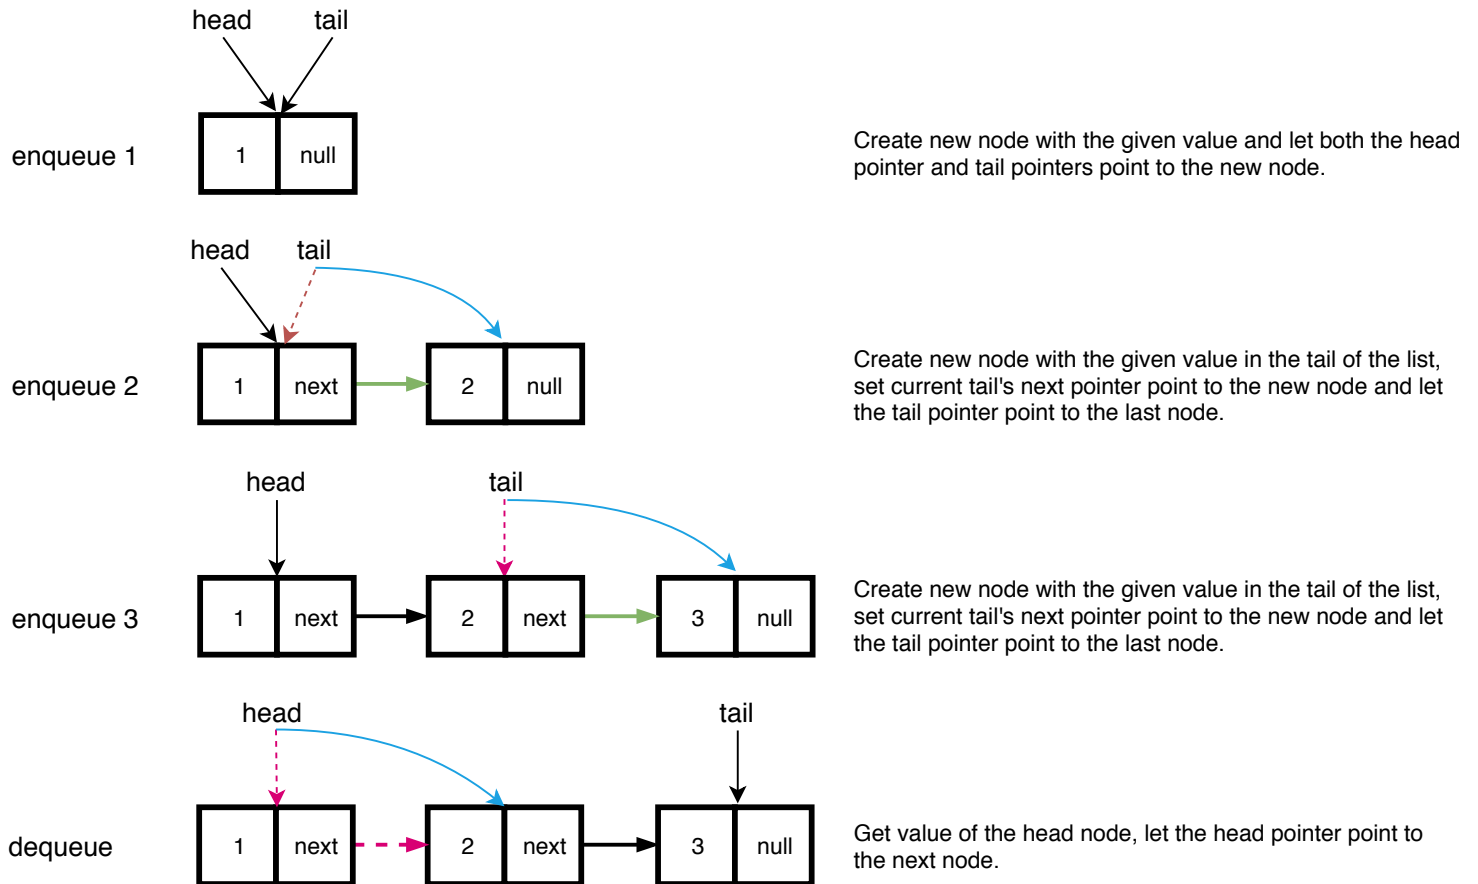 head tail
enqueue 1
1 null
Create new node with the given value and let both the head
pointer and tail pointers point to the new node.
head tail
enqueue 2
1 next 2 null
Create new node with the given value in the tail of the list,
set current tail's next pointer point to the new node and let
the tail pointer point to the last node.
head tail
enqueue 3
1 next 2 next 3 null
Create new node with the given value in the tail of the list,
set current tail's next pointer point to the new node and let
the tail pointer point to the last node.
head tail
dequeue
1 next 2 next 3 null
Get value of the head node, let the head pointer point to
the next node.